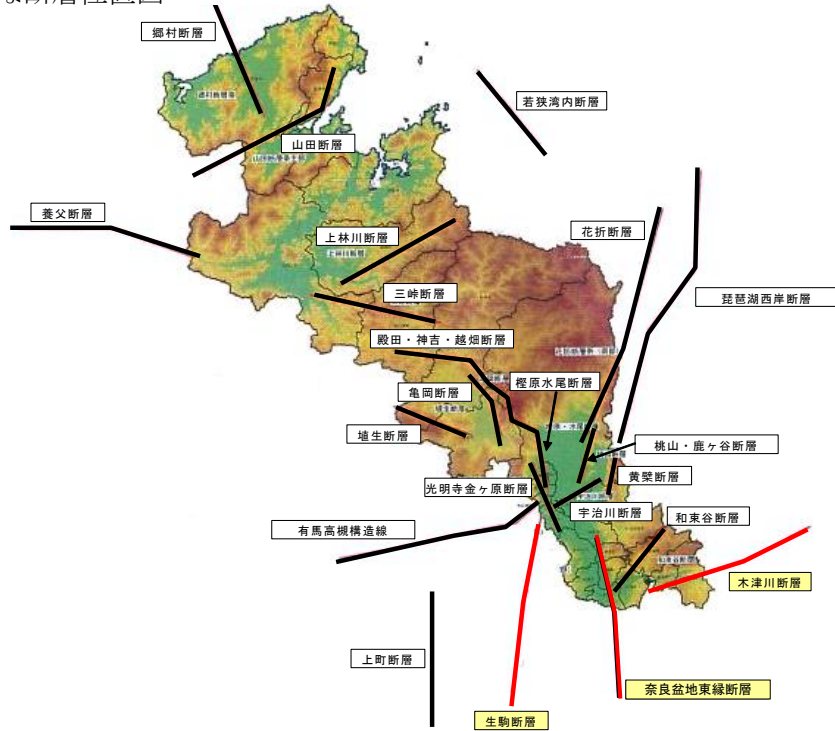 断層位置図
郷村断層
若狭湾内断層
山田断層
養父断層
上林川断層
花折断層
三峠断層
琵琶湖西岸断層
殿田・神吉・越畑断層
樫原水尾断層
亀岡断層
埴生断層
桃山・鹿ヶ谷断層
黄檗断層
光明寺金ヶ原断層
宇治川断層
和束谷断層
有馬高槻構造線
木津川断層
上町断層
奈良盆地東縁断層
生駒断層